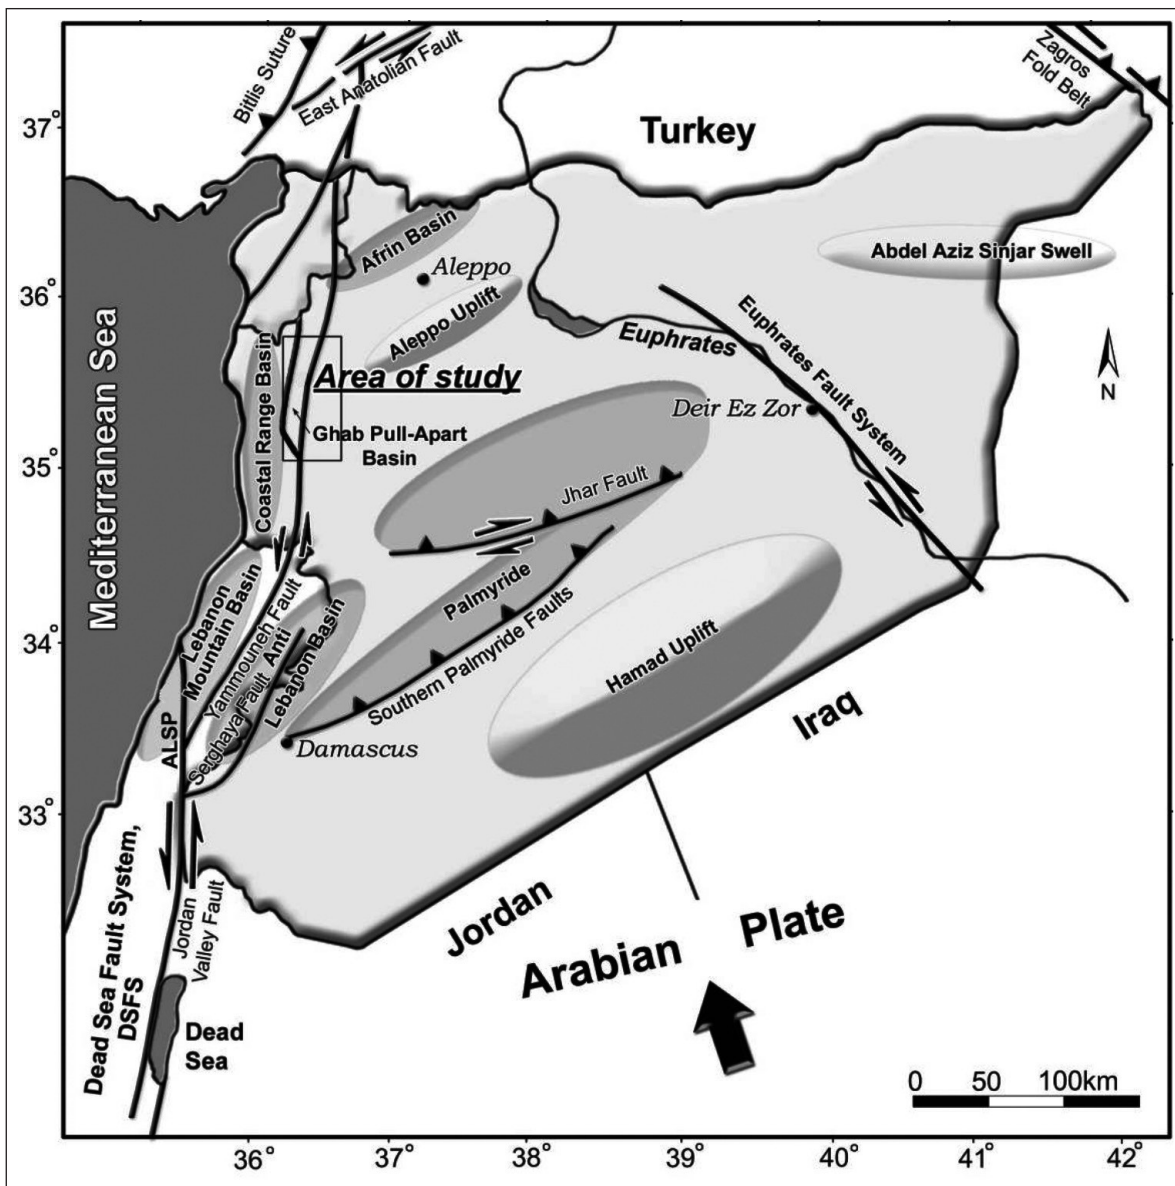 Bitlis Suture
East Anatolian Fault
Zagros
Fold Belt
37°
Turkey
Afrin Basin
Abdel Aziz Sinjar Swell
Aleppo
36°
Aleppo Uplift
Euphrates
Euphrates Fault System
N
Mediterranean Sea
Coastal Range Basin
Area of study
Deir Ez Zor
Ghab Pull-Apart
Basin
35°
Jhar Fault
Lebanon
Mountain Basin
Yammouneh Fault
Palmyride
Anti
Lebanon Basin
34°
Southern Palmyride Faults
Hamad Uplift
Serghaya Fault
ALSP
Damascus
Iraq
33°
Dead Sea Fault System,
DSFS
Jordan
Valley Fault
Jordan
Arabian Plate
Dead
Sea
0 50 100km
36° 37° 38° 39° 40° 41° 42°